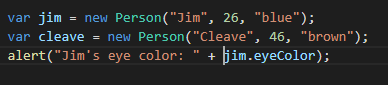 var jim = new Person("Jim", 26, "blue");
var cleave = new Person("Cleave", 46, "brown");
alert("Jim's eye color: " + jim.eyeColor);